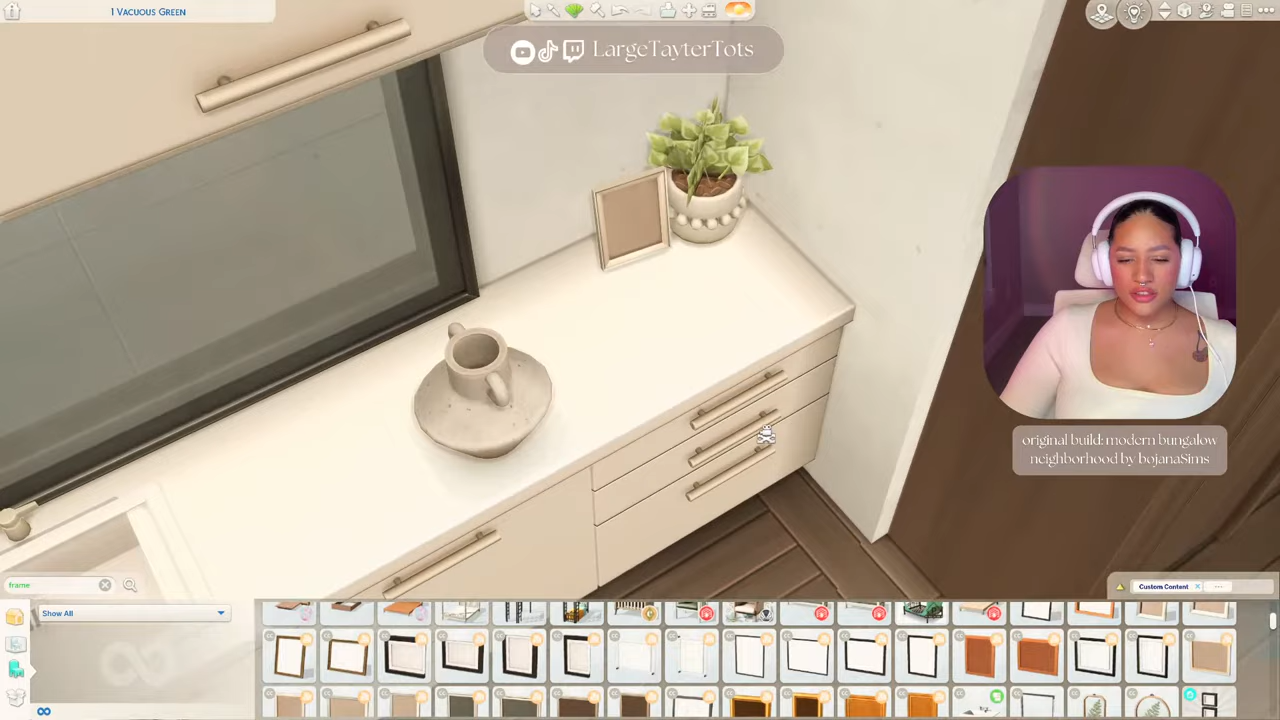 1 Vacuous Green
LargeTayterTots
original build: modern bungalow
neighborhood by bojanaSims
frame
Custom Content
Show All